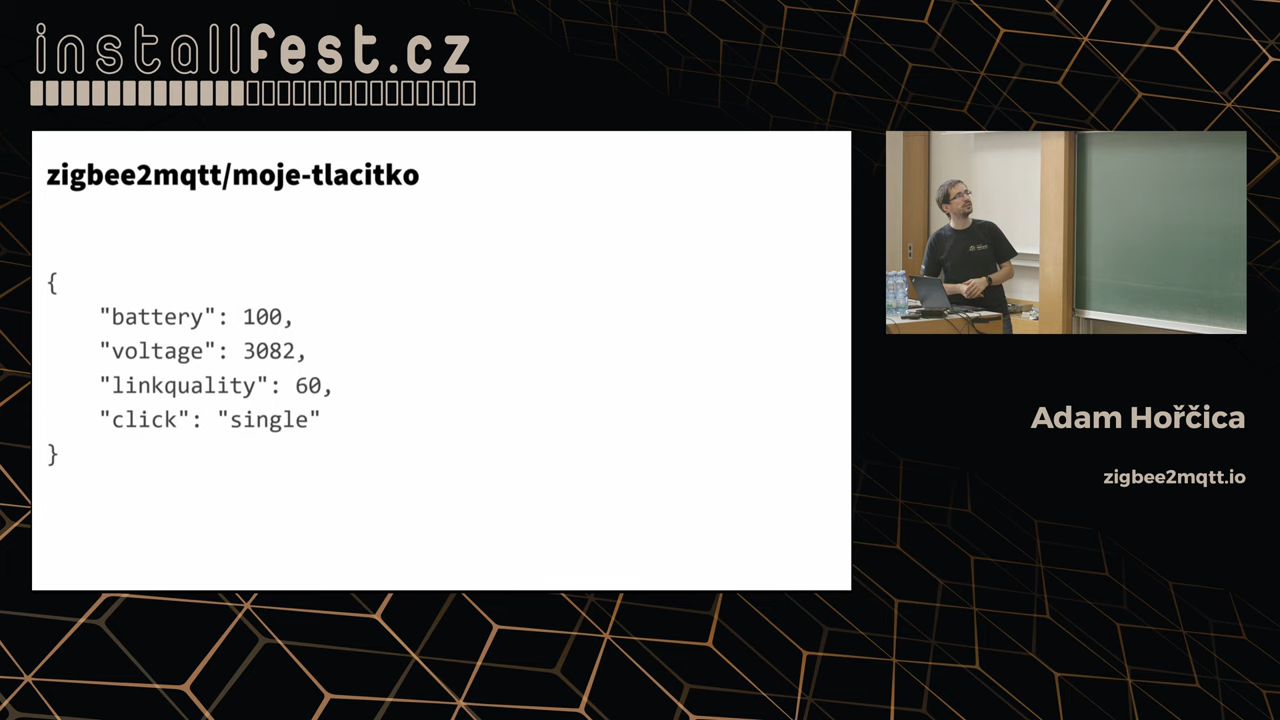 installfest.cz
zigbee2mqtt/moje-tlacitko
{
"battery": 100,
"voltage": 3082,
"linkquality": 60,
"click": "single"
}
Adam Hořčica
zigbee2mqtt.io